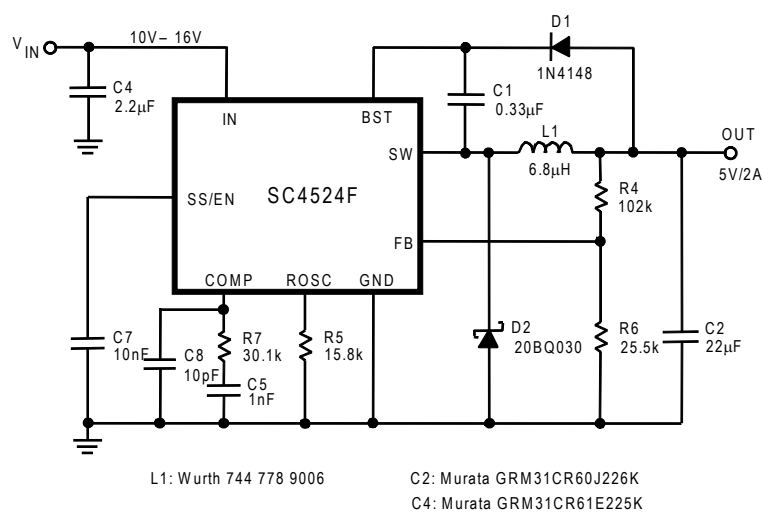 D1
V IN
10V– 16V
1N4148
C4
2.2µF
C1
0.33µF
IN
BST
L1
OUT
SW
6.8µH
5V/2A
SS/EN
SC4524F
R4
102k
FB
COMP
ROSC
GND
C7
10nF
C8
10pF
R7
30.1k
R5
15.8k
D2
20BQ030
R6
25.5k
C2
22µF
C5
1nF
L1: Wurth 744 778 9006
C2: Murata GRM31CR60J226K
C4: Murata GRM31CR61E225K